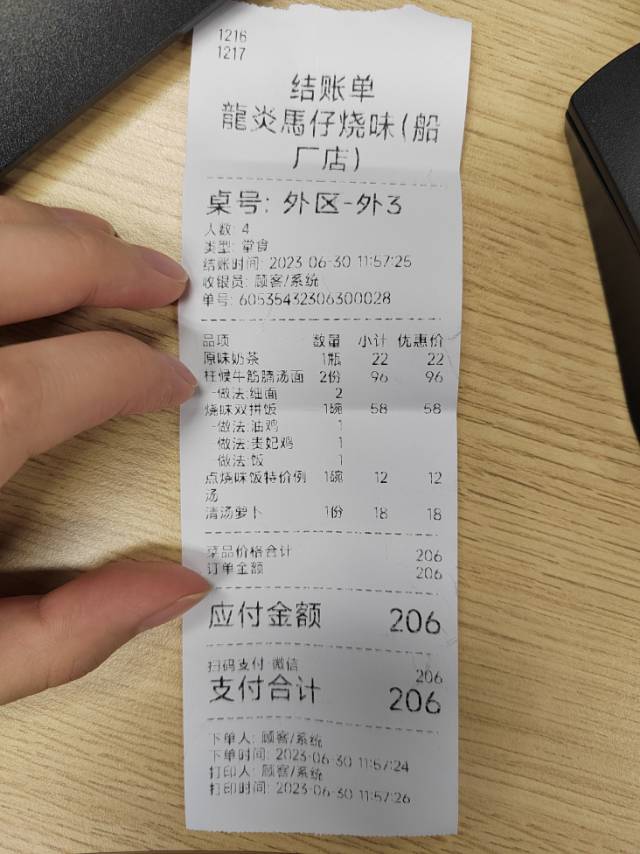 1216
1217
结账单
龍炎馬仔烧味(船
厂店)
桌号: 外区-外3
人数: 4
类型: 堂食
结账时间: 2023-06-30 11:57:25
收银员: 顾客/系统
单号: 60535432306300028
品项 数量 小计 优惠价
原味奶茶 1瓶 22 22
柱候牛筋腩汤面 2份 96 96
-做法:细面 2
烧味双拼饭 1碗 58 58
-做法:油鸡 1
-做法:贵妃鸡 1
-做法:饭 1
点烧味饭特价例 1碗 12 12
汤
清汤萝卜 1份 18 18
菜品价格合计 206
订单金额 206
应付金额 206
扫码支付-微信 206
支付合计 206
下单人: 顾客/系统
下单时间: 2023-06-30 11:57:24
打印人: 顾客/系统
打印时间: 2023-06-30 11:57:26